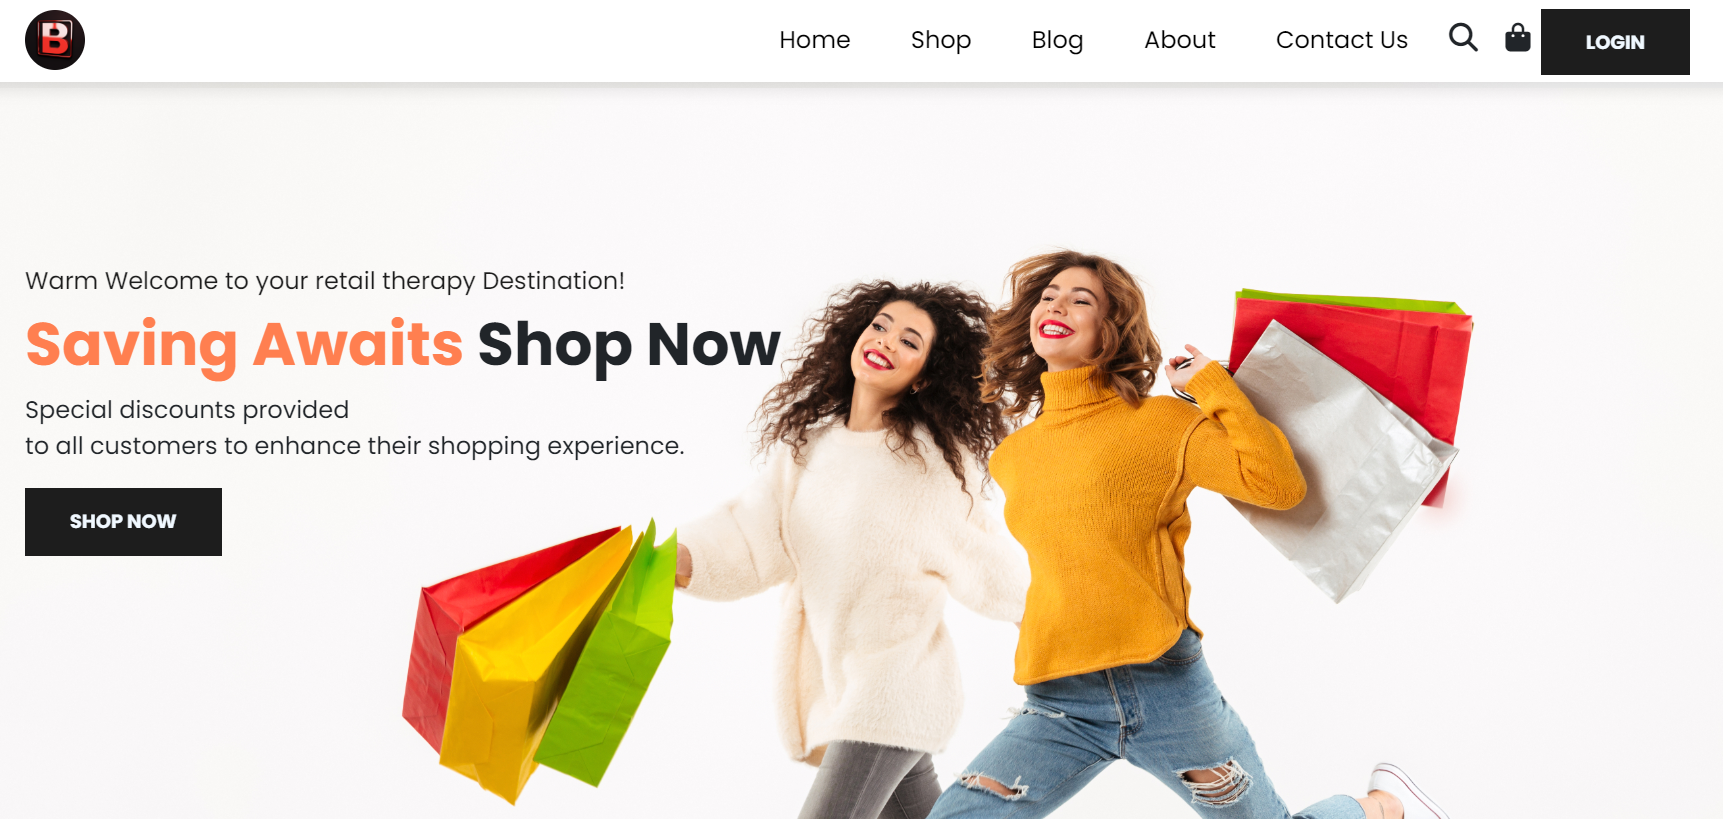 B
Home
Shop
Blog
About
Contact Us
LOGIN
Warm Welcome to your retail therapy Destination!
Saving Awaits Shop Now
Special discounts provided
to all customers to enhance their shopping experience.
SHOP NOW